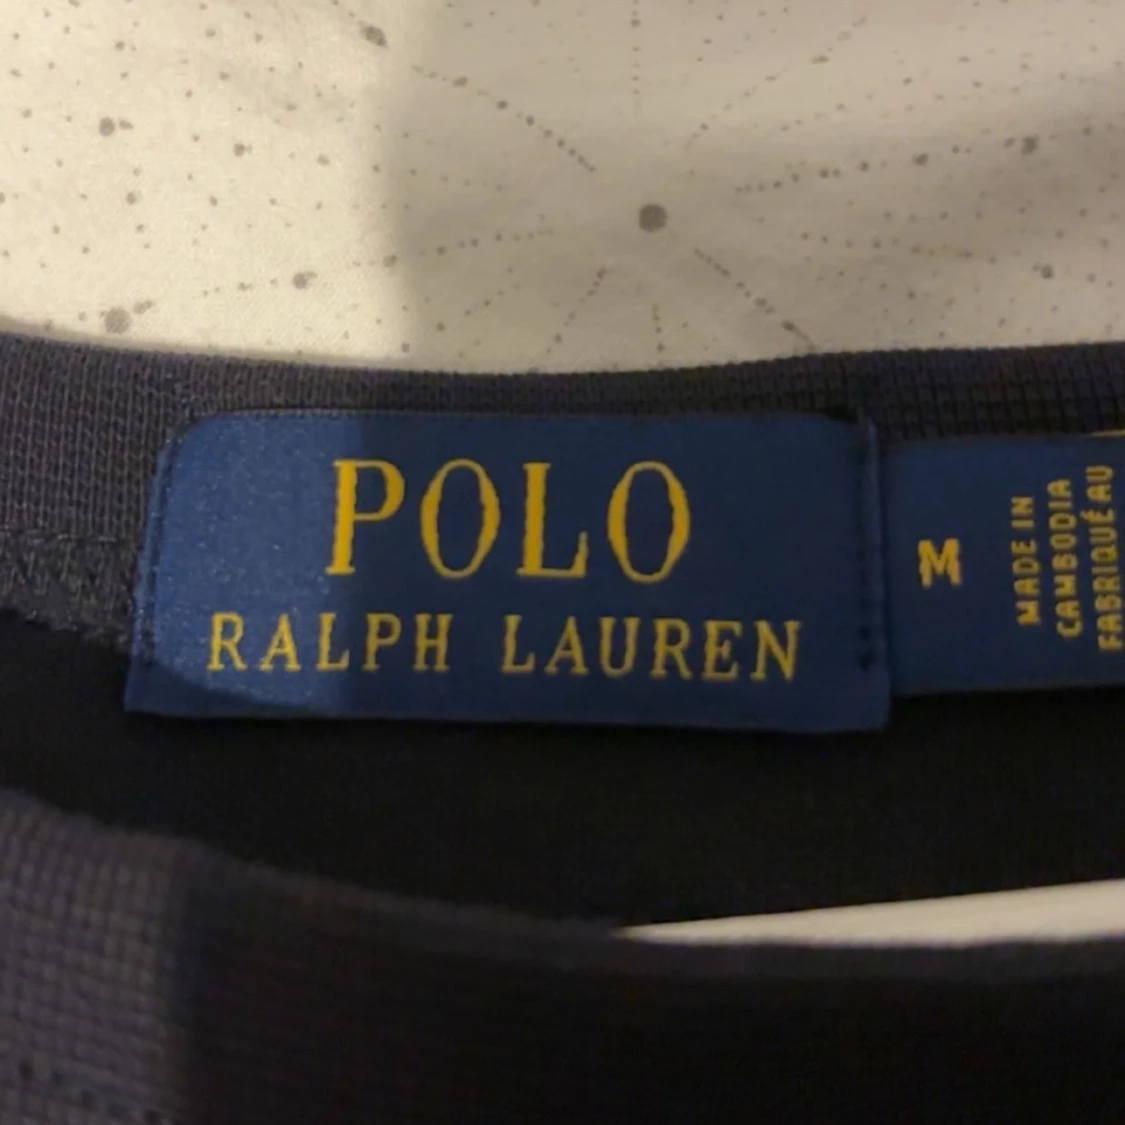 POLO
RALPH LAUREN
M
MADE IN
CAMBODIA
FABRIQUÉ AU